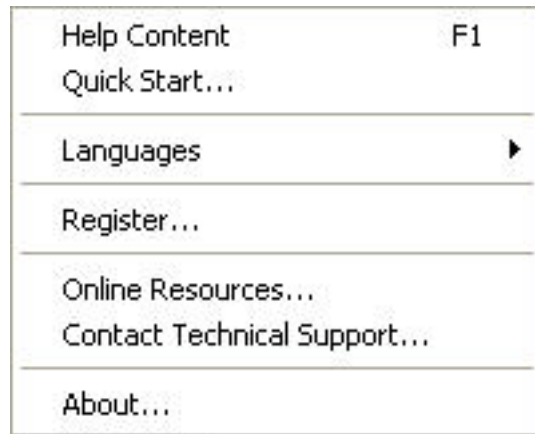 Help Content F1
Quick Start...
Languages
Register...
Online Resources...
Contact Technical Support...
About...